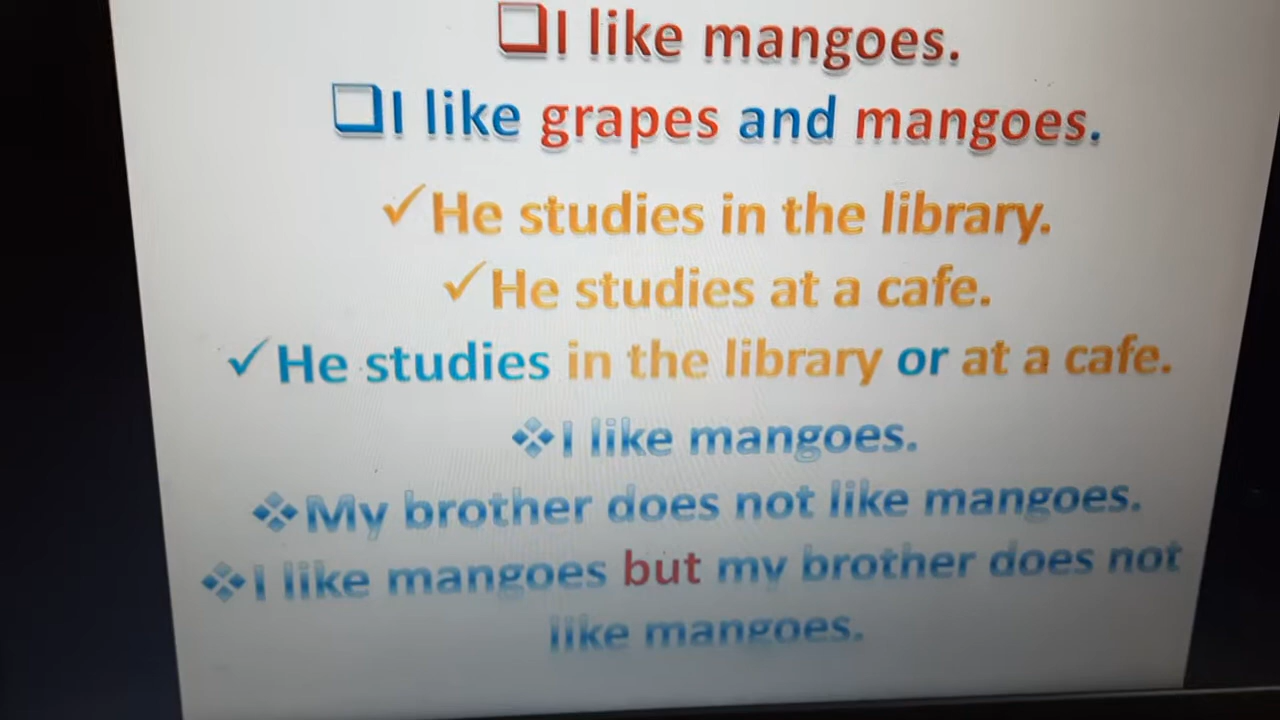 ❑I like mangoes.
❑I like grapes and mangoes.
✓He studies in the library.
✓He studies at a cafe.
✓He studies in the library or at a cafe.
❖I like mangoes.
❖My brother does not like mangoes.
❖I like mangoes but my brother does not
like mangoes.